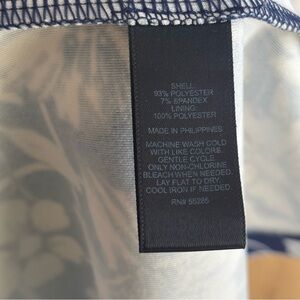 SHELL:
93% POLYESTER
7% SPANDEX
LINING:
100% POLYESTER
MADE IN PHILIPPINES
MACHINE WASH COLD
WITH LIKE COLORS
GENTLE CYCLE.
ONLY NON-CHLORINE
BLEACH WHEN NEEDED.
LAY FLAT TO DRY.
COOL IRON IF NEEDED.
RN# 55285